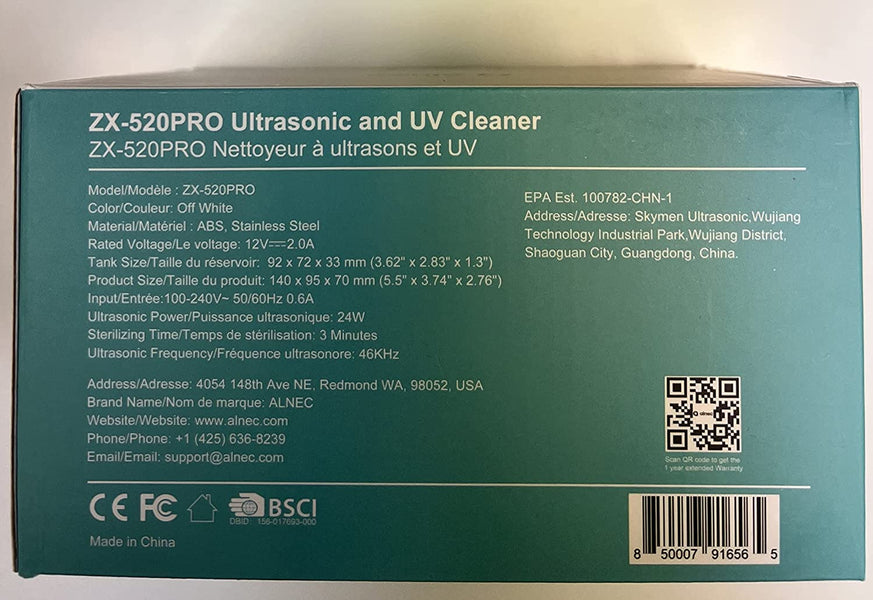 ZX-520PRO Ultrasonic and UV Cleaner
ZX-520PRO Nettoyeur à ultrasons et UV
Model/Modèle : ZX-520PRO
Color/Couleur: Off White
Material/Matériel : ABS, Stainless Steel
Rated Voltage/Le voltage: 12V⎓2.0A
Tank Size/Taille du réservoir: 92 x 72 x 33 mm (3.62" x 2.83" x 1.3")
Product Size/Taille du produit: 140 x 95 x 70 mm (5.5" x 3.74" x 2.76")
Input/Entrée:100-240V~ 50/60Hz 0.6A
Ultrasonic Power/Puissance ultrasonique: 24W
Sterilizing Time/Temps de stérilisation: 3 Minutes
Ultrasonic Frequency/Fréquence ultrasonore: 46KHz
Address/Adresse: 4054 148th Ave NE, Redmond WA, 98052, USA
Brand Name/Nom de marque: ALNEC
Website/Website: www.alnec.com
Phone/Phone: +1 (425) 636-8239
Email/Email: support@alnec.com
EPA Est. 100782-CHN-1
Address/Adresse: Skymen Ultrasonic,Wujiang
Technology Industrial Park,Wujiang District,
Shaoguan City, Guangdong, China.
alnec
Scan QR code to get the
1 year extended Warranty
CE FC BSCI
DBID: 156-017693-000
Made in China
8 50007 91656 5